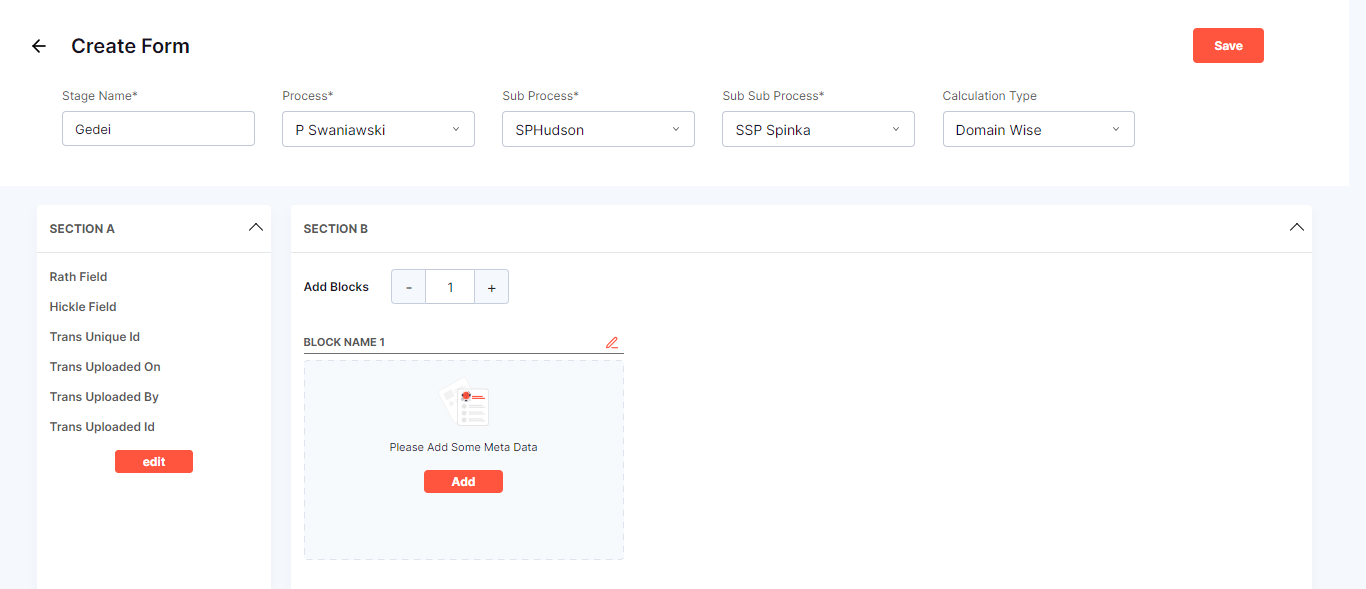 Create Form
Save
Stage Name* Process* Sub Process* Sub Sub Process* Calculation Type
Gedei P Swaniawski SPHudson SSP Spinka Domain Wise
SECTION A
Rath Field
Hickle Field
Trans Unique Id
Trans Uploaded On
Trans Uploaded By
Trans Uploaded Id
edit
SECTION B
Add Blocks - 1 +
BLOCK NAME 1
Please Add Some Meta Data
Add